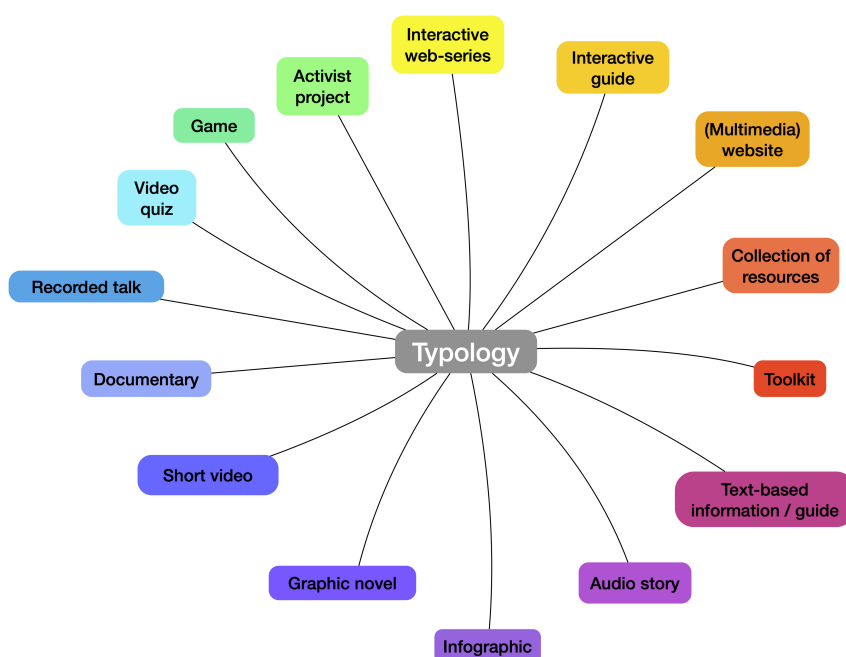 Interactive
web-series
Interactive
guide
Activist
project
(Multimedia)
website
Game
Video
quiz
Collection of
resources
Recorded talk
Typology
Documentary
Toolkit
Short video
Text-based
information / guide
Graphic novel
Audio story
Infographic